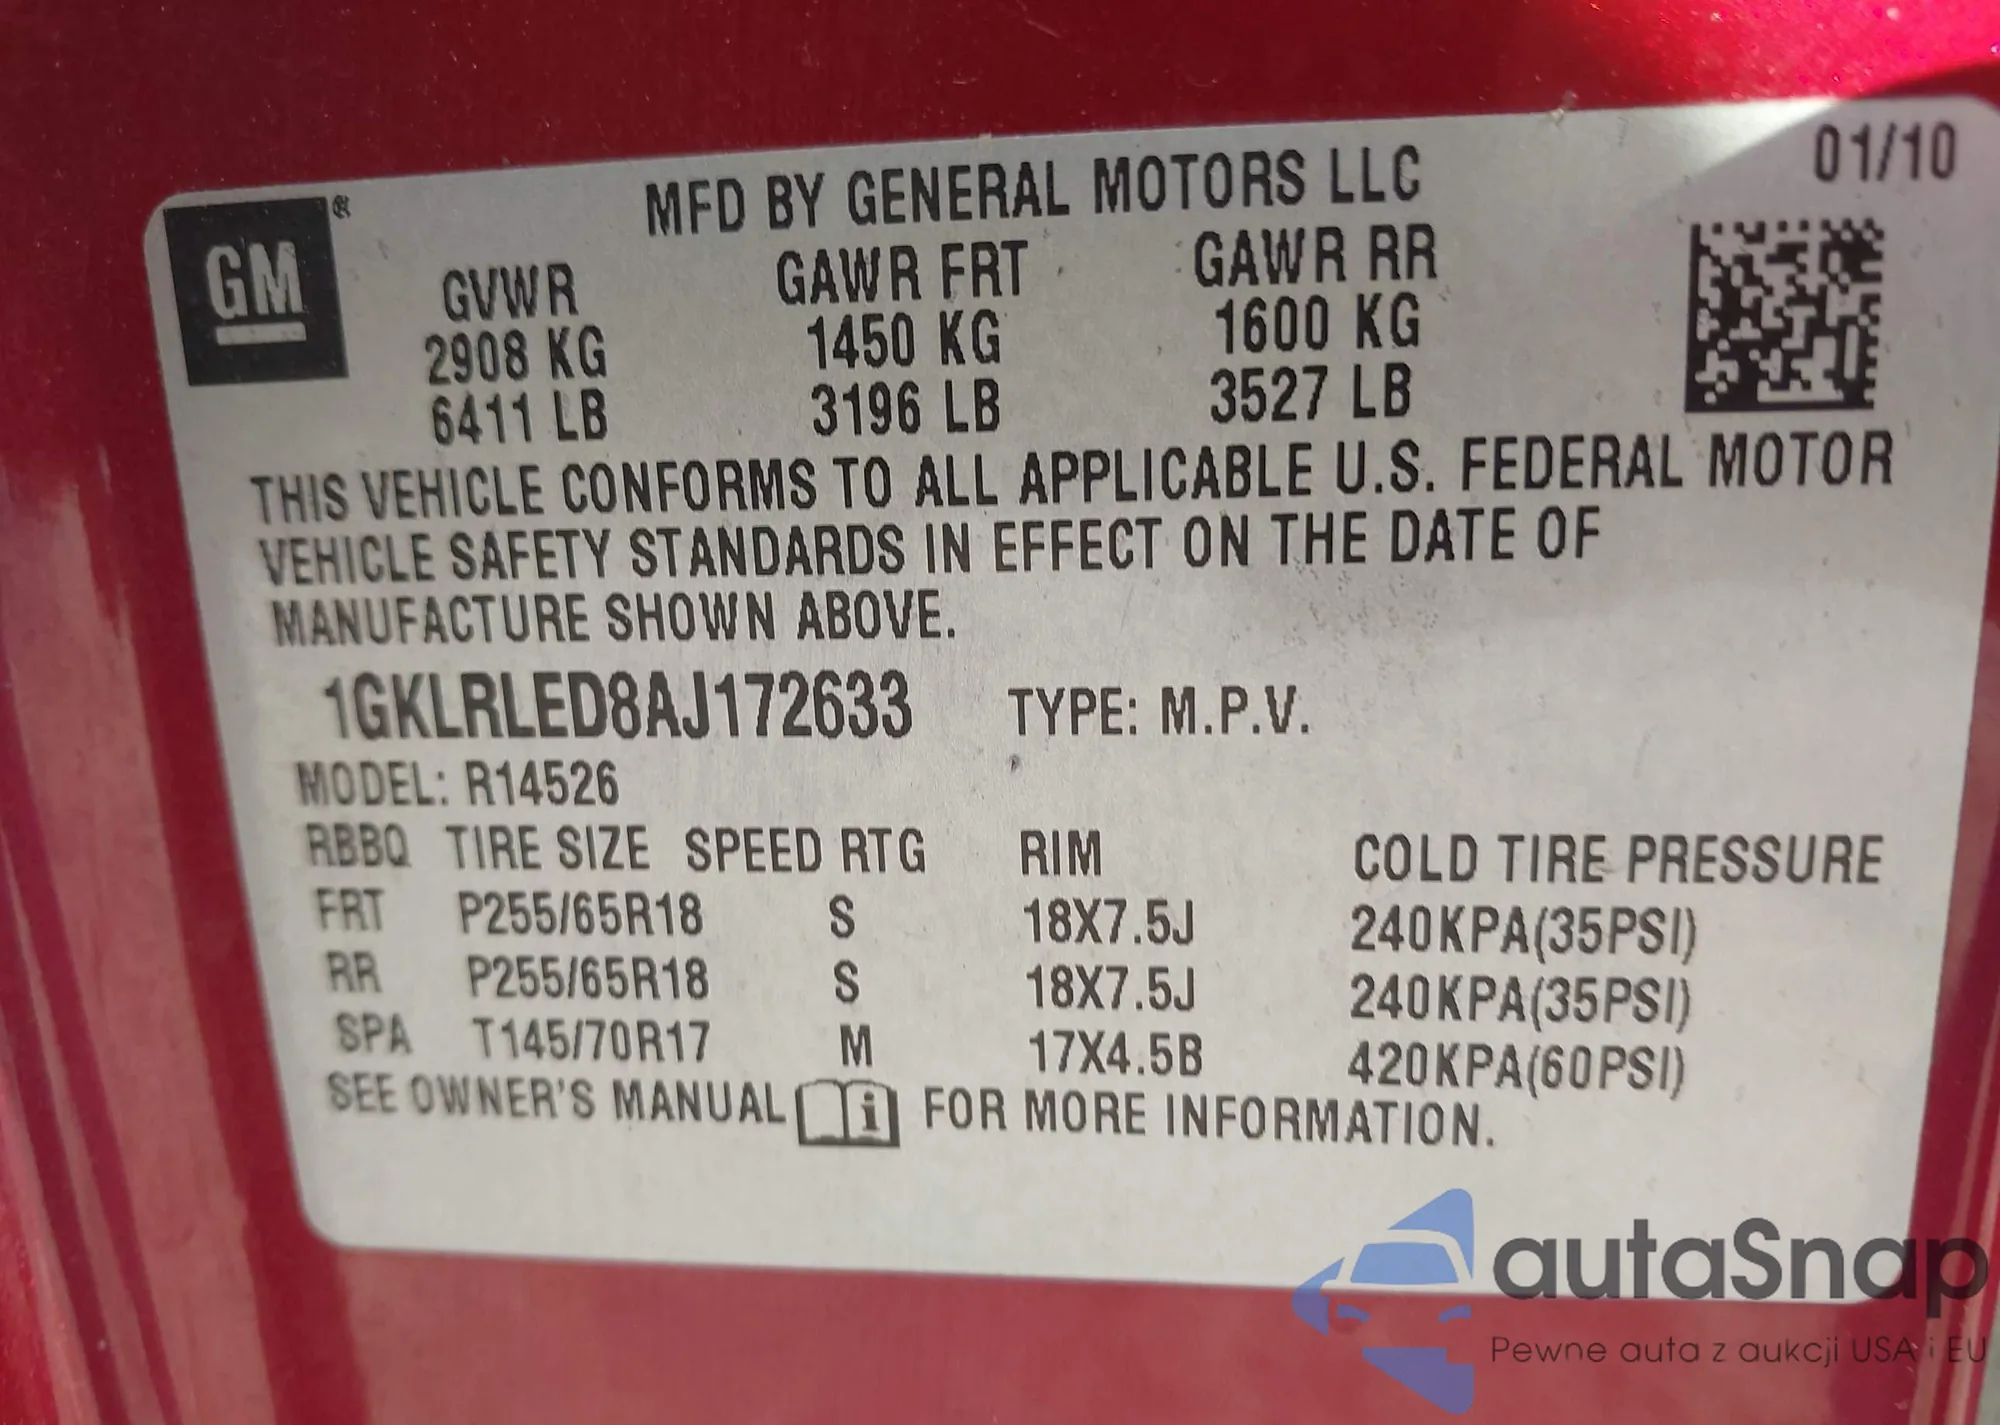 01/10
GM®
MFD BY GENERAL MOTORS LLC
GVWR GAWR FRT GAWR RR
2908 KG 1450 KG 1600 KG
6411 LB 3196 LB 3527 LB
THIS VEHICLE CONFORMS TO ALL APPLICABLE U.S. FEDERAL MOTOR
VEHICLE SAFETY STANDARDS IN EFFECT ON THE DATE OF
MANUFACTURE SHOWN ABOVE.
1GKLRLED8AJ172633 TYPE: M.P.V.
MODEL: R14526
RBBQ TIRE SIZE SPEED RTG RIM COLD TIRE PRESSURE
FRT P255/65R18 S 18X7.5J 240KPA(35PSI)
RR P255/65R18 S 18X7.5J 240KPA(35PSI)
SPA T145/70R17 M 17X4.5B 420KPA(60PSI)
SEE OWNER'S MANUAL i FOR MORE INFORMATION.
autaSnap
Pewne auta z aukcji USA i EU